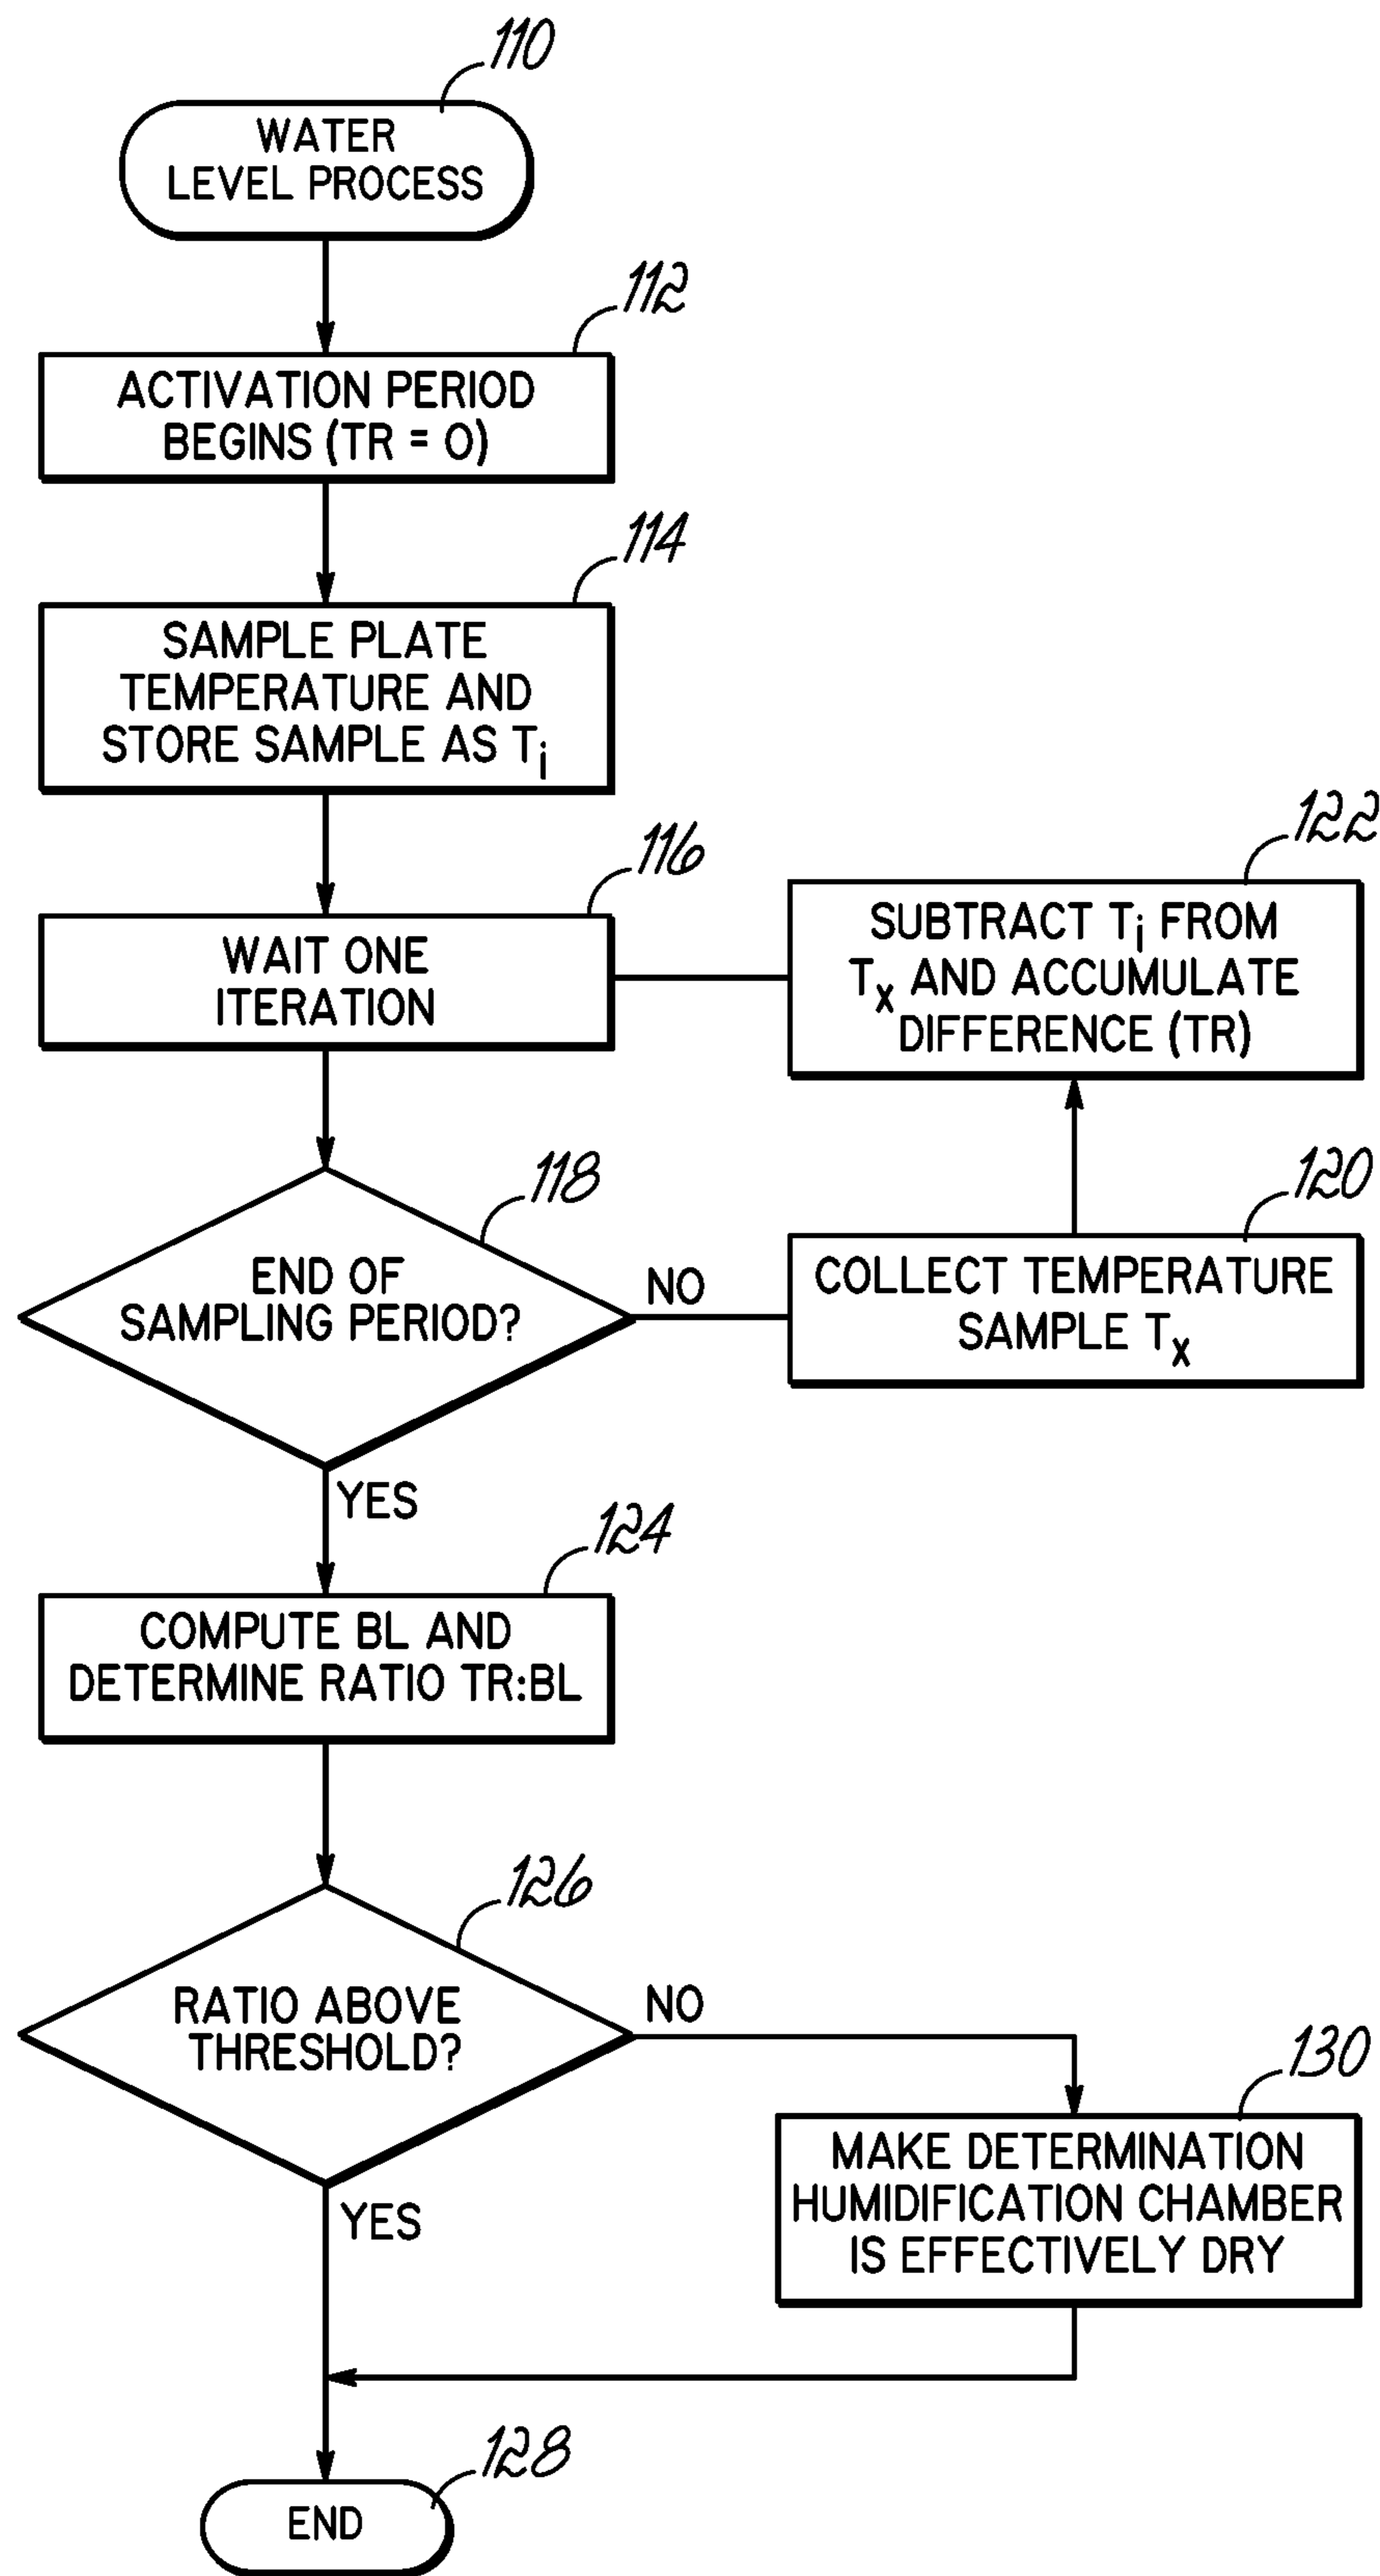 110
WATER
LEVEL PROCESS
112
ACTIVATION PERIOD
BEGINS (TR = 0)
114
SAMPLE PLATE
TEMPERATURE AND
STORE SAMPLE AS Ti
116
WAIT ONE
ITERATION
122
SUBTRACT Ti FROM
Tx AND ACCUMULATE
DIFFERENCE (TR)
118
END OF
SAMPLING PERIOD?
NO
120
COLLECT TEMPERATURE
SAMPLE Tx
YES
124
COMPUTE BL AND
DETERMINE RATIO TR:BL
126
RATIO ABOVE
THRESHOLD?
NO
130
MAKE DETERMINATION
HUMIDIFICATION CHAMBER
IS EFFECTIVELY DRY
YES
128
END